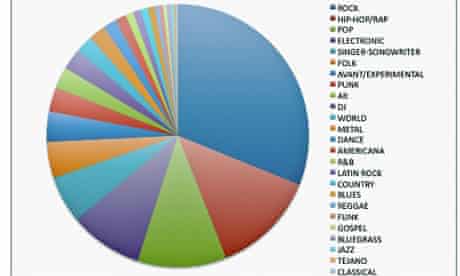 ROCK
HIP-HOP/RAP
POP
ELECTRONIC
SINGER-SONGWRITER
FOLK
AVANT/EXPERIMENTAL
PUNK
Alt
DJ
WORLD
METAL
DANCE
AMERICANA
R&B
LATIN ROCK
COUNTRY
BLUES
REGGAE
FUNK
GOSPEL
BLUEGRASS
JAZZ
TEJANO
CLASSICAL